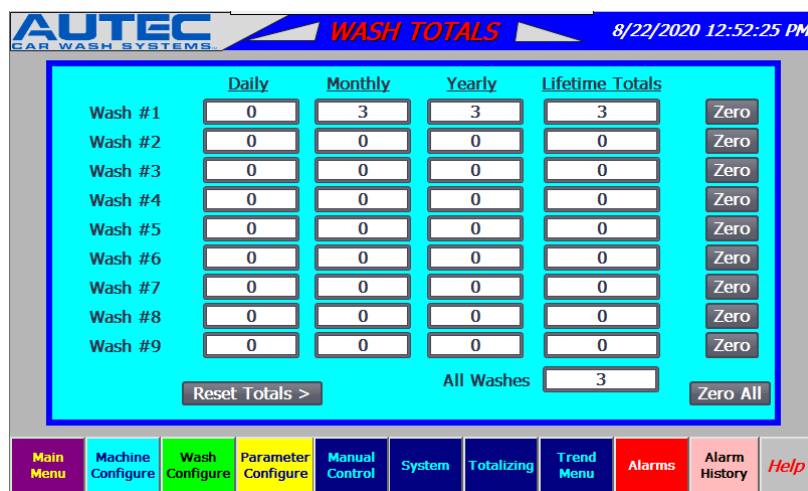 AUTEC WASH TOTALS 8/22/2020 12:52:25 PM
CAR WASH SYSTEMS
Daily Monthly Yearly Lifetime Totals
Wash #1 0 3 3 3 Zero
Wash #2 0 0 0 0 Zero
Wash #3 0 0 0 0 Zero
Wash #4 0 0 0 0 Zero
Wash #5 0 0 0 0 Zero
Wash #6 0 0 0 0 Zero
Wash #7 0 0 0 0 Zero
Wash #8 0 0 0 0 Zero
Wash #9 0 0 0 0 Zero
All Washes 3
Reset Totals > Zero All
Main Menu Machine Configure Wash Configure Parameter Configure Manual Control System Totalizing Trend Menu Alarms Alarm History Help